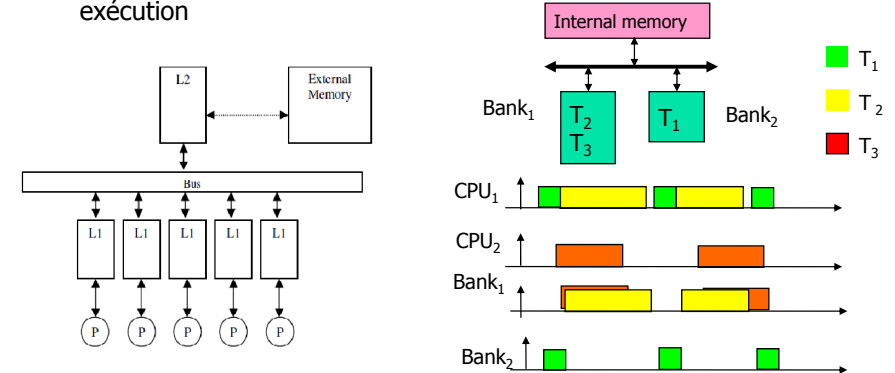 exécution
L2
External
Memory
Bus
L1 L1 L1 L1 L1
P P P P P
Internal memory
Bank1
T2
T3
T1
Bank2
T1
T2
T3
CPU1
CPU2
Bank1
Bank2